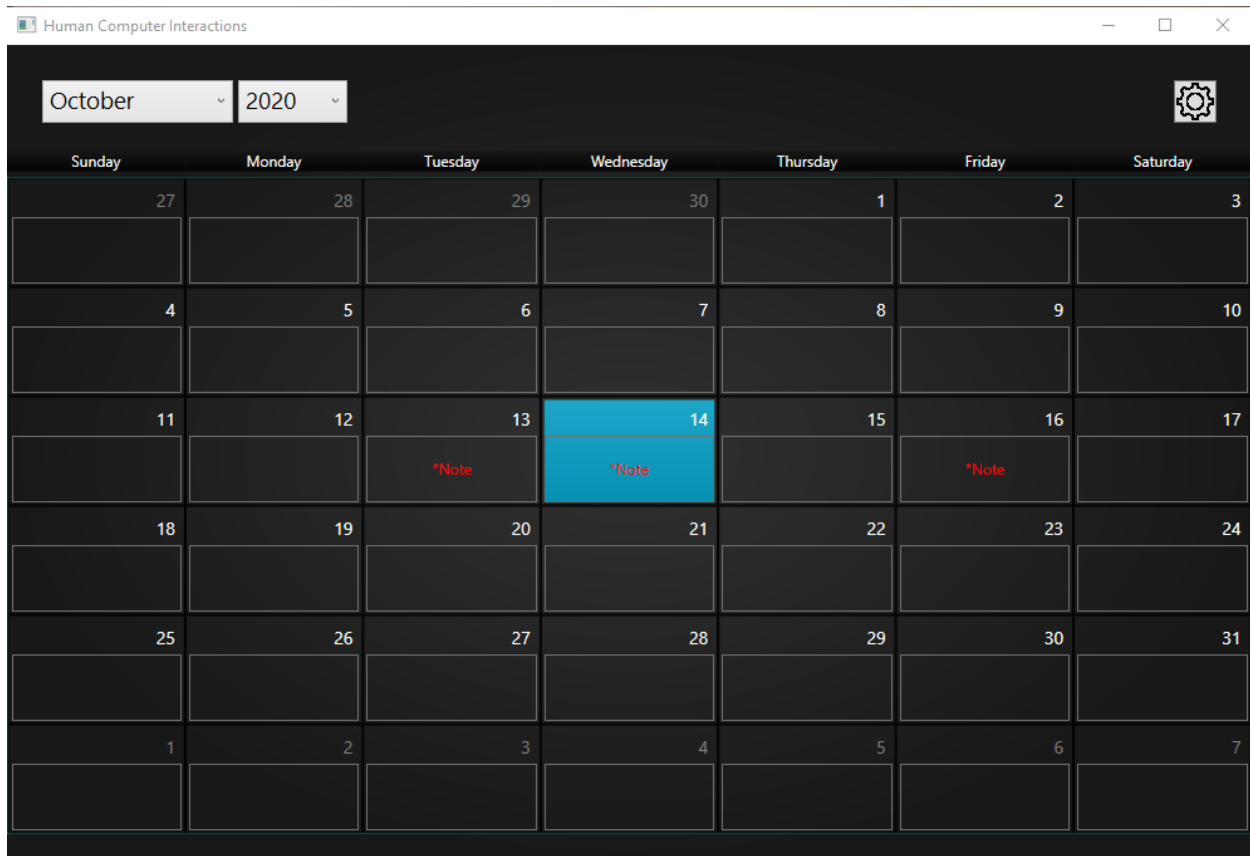 Human Computer Interactions
October 2020
Sunday Monday Tuesday Wednesday Thursday Friday Saturday
27 28 29 30 1 2 3
4 5 6 7 8 9 10
11 12 13 14 15 16 17
*Note *Note *Note
18 19 20 21 22 23 24
25 26 27 28 29 30 31
1 2 3 4 5 6 7